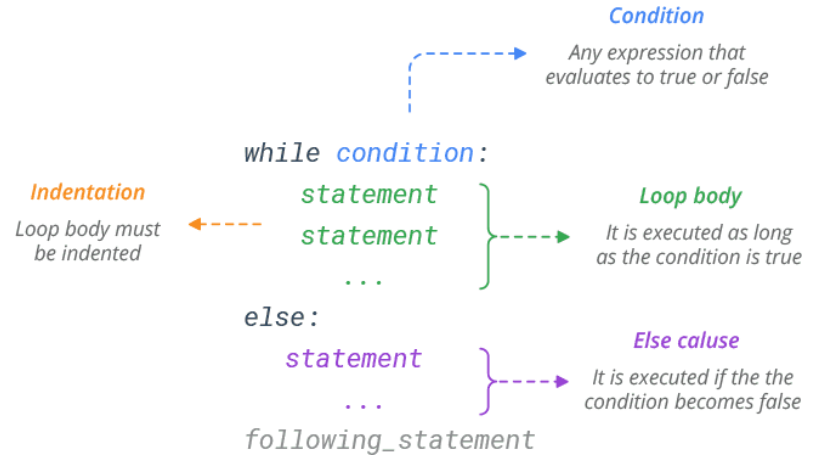 Condition
Any expression that
evaluates to true or false
while condition:
statement
statement
...
Indentation
Loop body must
be indented
Loop body
It is executed as long
as the condition is true
else:
statement
...
Else caluse
It is executed if the the
condition becomes false
following_statement